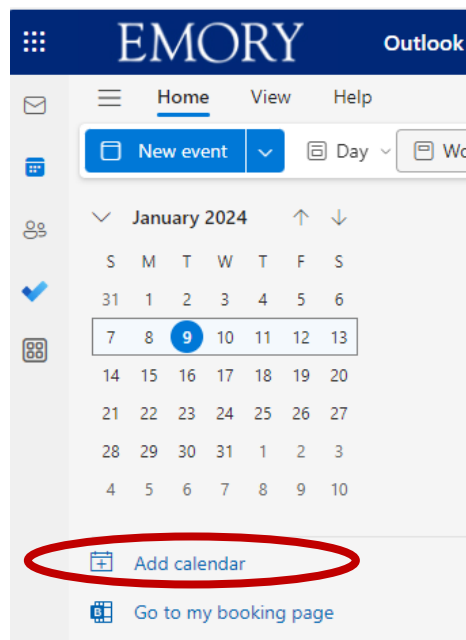 EMORY Outlook
Home View Help
New event Day
January 2024
S M T W T F S
31 1 2 3 4 5 6
7 8 9 10 11 12 13
14 15 16 17 18 19 20
21 22 23 24 25 26 27
28 29 30 31 1 2 3
4 5 6 7 8 9 10
Add calendar
B Go to my booking page